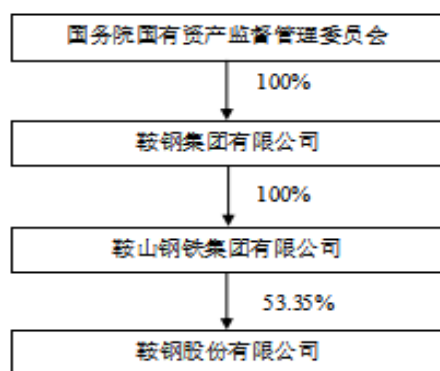 国务院国有资产监督管理委员会
100%
鞍钢集团有限公司
100%
鞍山钢铁集团有限公司
53.35%
鞍钢股份有限公司